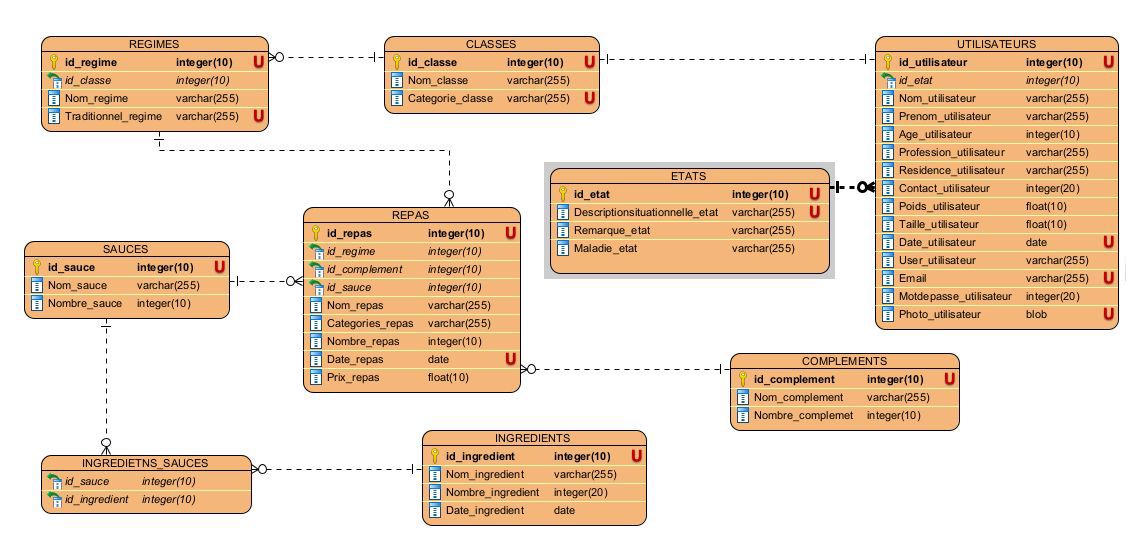 REGIMES
id_regime integer(10) U
id_classe integer(10)
Nom_regime varchar(255)
Traditionnel_regime varchar(255) U
CLASSES
id_classe integer(10) U
Nom_classe varchar(255)
Categorie_classe varchar(255) U
UTILISATEURS
id_utilisateur integer(10) U
id_etat integer(10)
Nom_utilisateur varchar(255)
Prenom_utilisateur varchar(255)
Age_utilisateur integer(10)
Profession_utilisateur varchar(255)
Residence_utilisateur varchar(255)
Contact_utilisateur integer(20)
Poids_utilisateur float(10)
Taille_utilisateur float(10)
Date_utilisateur date U
User_utilisateur varchar(255)
Email varchar(255) U
Motdepasse_utilisateur integer(20)
Photo_utilisateur blob U
ETATS
id_etat integer(10) U
Descriptionsituationnelle_etat varchar(255) U
Remarque_etat varchar(255)
Maladie_etat varchar(255)
REPAS
id_repas integer(10) U
id_regime integer(10)
id_complement integer(10)
id_sauce integer(10)
Nom_repas varchar(255)
Categories_repas varchar(255)
Nombre_repas integer(10)
Date_repas date U
Prix_repas float(10)
SAUCES
id_sauce integer(10) U
Nom_sauce varchar(255)
Nombre_sauce integer(10)
COMPLEMENTS
id_complement integer(10) U
Nom_complement varchar(255)
Nombre_complemet integer(10)
INGREDIETNS_SAUCES
id_sauce integer(10)
id_ingredient integer(10)
INGREDIENTS
id_ingredient integer(10) U
Nom_ingredient varchar(255)
Nombre_ingredient integer(20)
Date_ingredient date